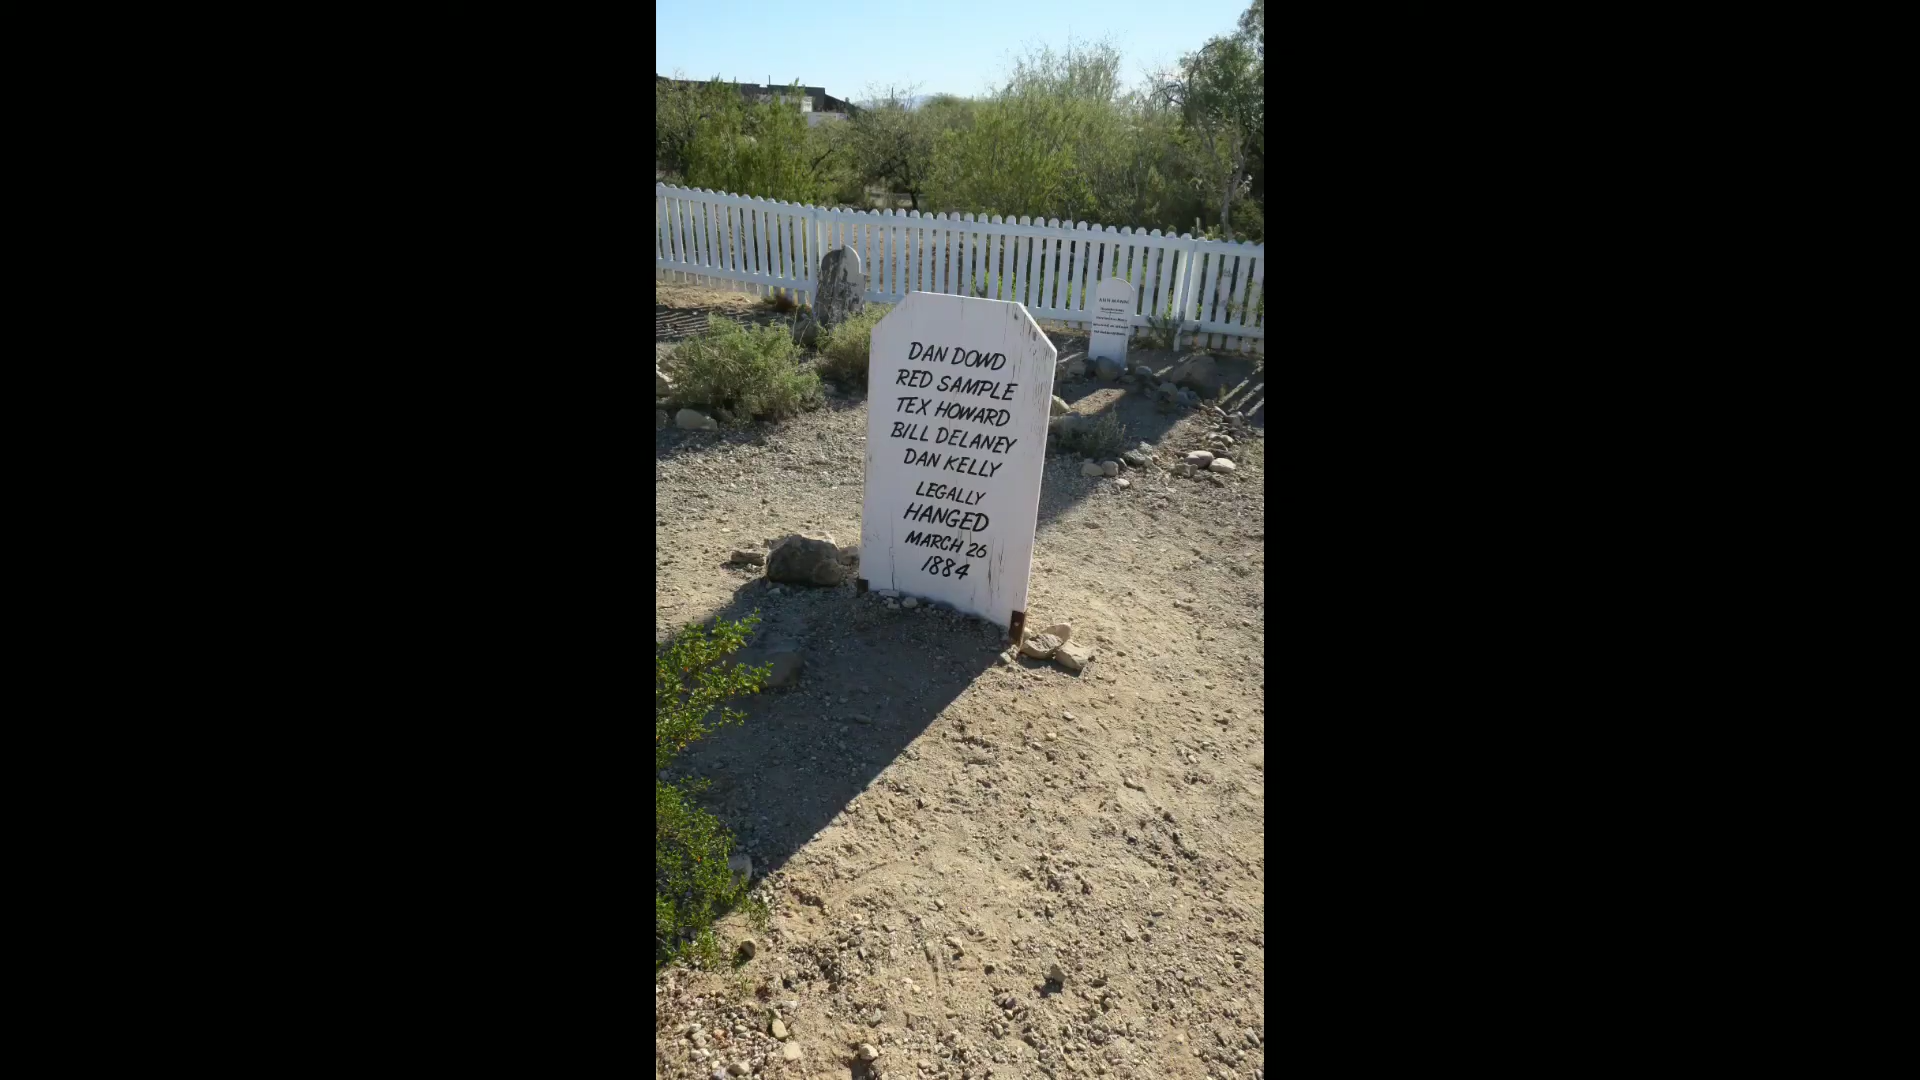 DAN DOWD
RED SAMPLE
TEX HOWARD
BILL DELANEY
DAN KELLY
LEGALLY
HANGED
MARCH 26
1884